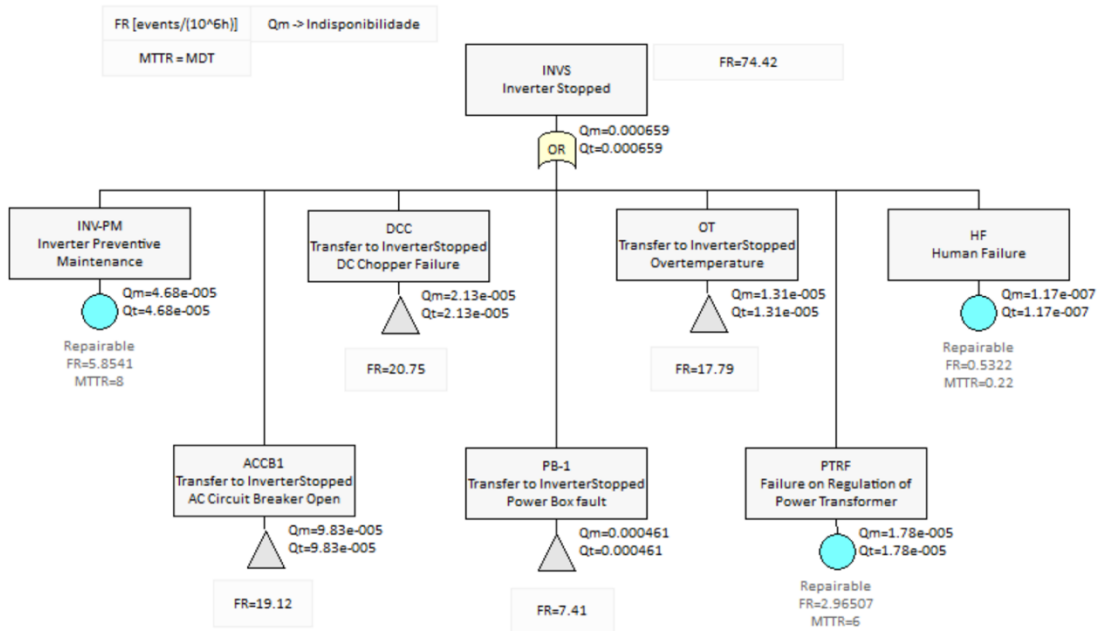 FR [events/(10^6h)]
Qm -> Indisponibilidade
MTTR = MDT
INVS
Inverter Stopped
FR=74.42
Qm=0.000659
Qt=0.000659
OR
INV-PM
Inverter Preventive
Maintenance
Qm=4.68e-005
Qt=4.68e-005
Repairable
FR=5.8541
MTTR=8
DCC
Transfer to InverterStopped
DC Chopper Failure
Qm=2.13e-005
Qt=2.13e-005
FR=20.75
OT
Transfer to InverterStopped
Overtemperature
Qm=1.31e-005
Qt=1.31e-005
FR=17.79
HF
Human Failure
Qm=1.17e-007
Qt=1.17e-007
Repairable
FR=0.5322
MTTR=0.22
ACCB1
Transfer to InverterStopped
AC Circuit Breaker Open
Qm=9.83e-005
Qt=9.83e-005
FR=19.12
PB-1
Transfer to InverterStopped
Power Box fault
Qm=0.000461
Qt=0.000461
FR=7.41
PTRF
Failure on Regulation of
Power Transformer
Qm=1.78e-005
Qt=1.78e-005
Repairable
FR=2.96507
MTTR=6